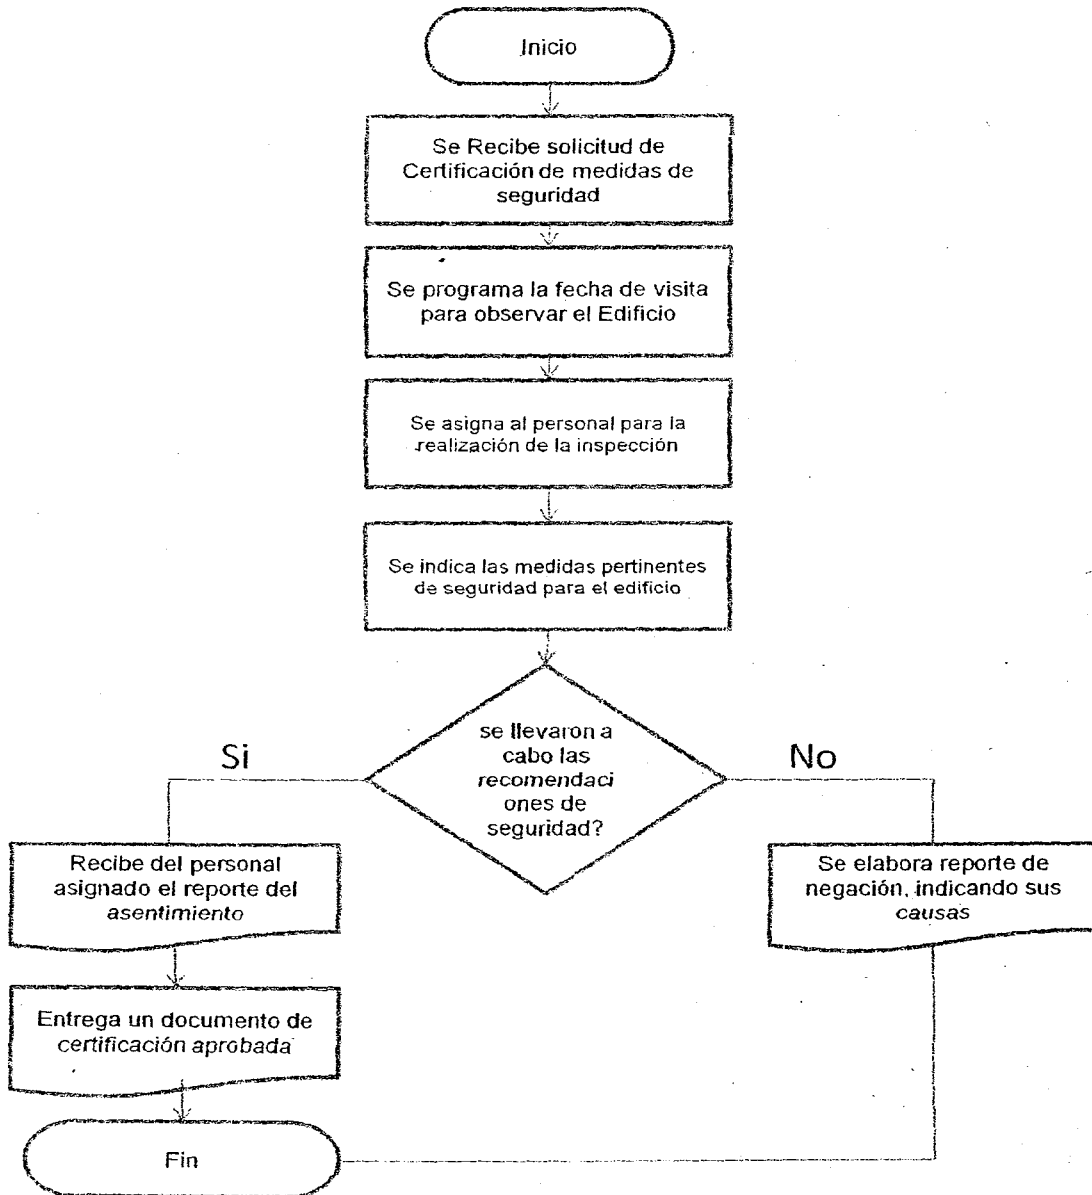 Inicio
Se Recibe solicitud de
Certificación de medidas de
seguridad
Se programa la fecha de visita
para observar el Edificio
Se asigna al personal para la
realización de la inspección
Se indica las medidas pertinentes
de seguridad para el edificio
se llevaron a
cabo las
recomendaci
ones de
seguridad?
Si
No
Recibe del personal
asignado el reporte del
asentimiento
Se elabora reporte de
negación, indicando sus
causas
Entrega un documento de
certificación aprobada
Fin